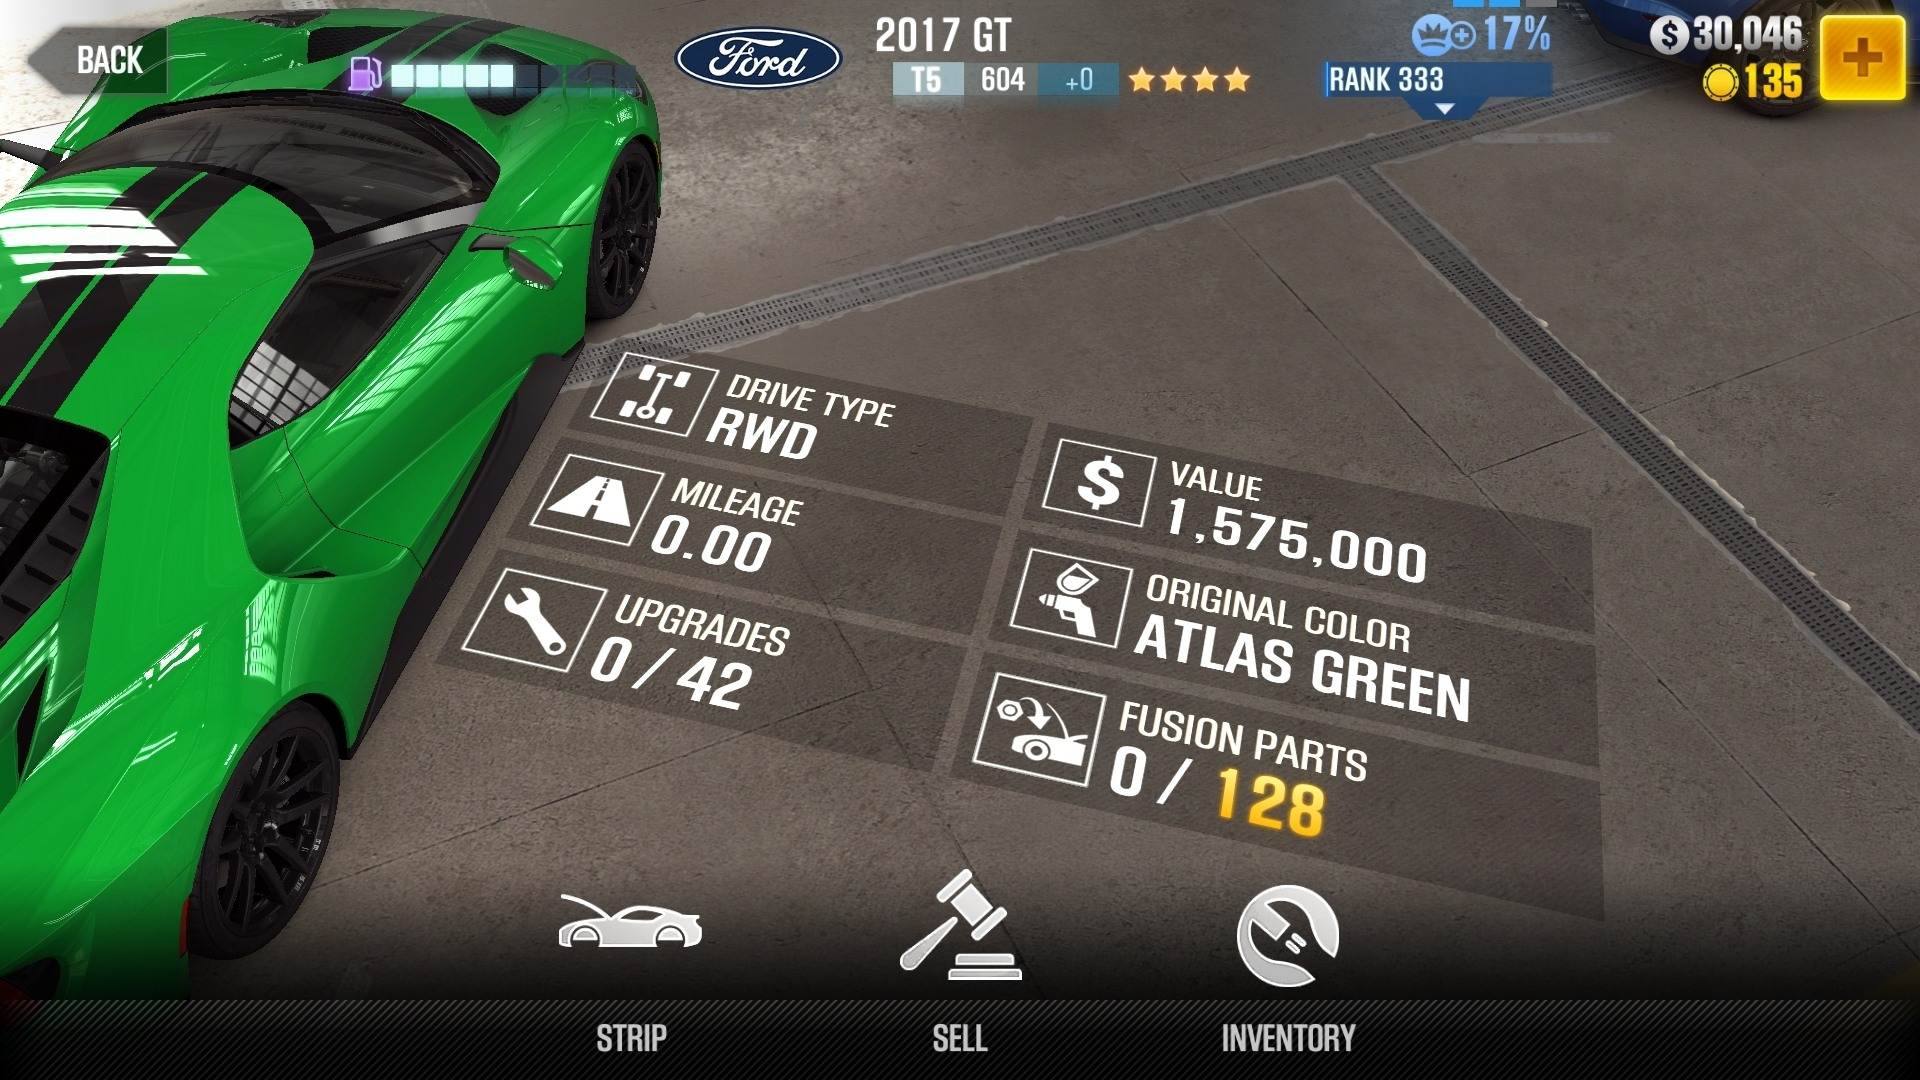 BACK
Ford
2017 GT
T5 604 +0
17%
RANK 333
$ 30,046
135
DRIVE TYPE
RWD
MILEAGE
0.00
UPGRADES
0 / 42
$ VALUE
1,575,000
ORIGINAL COLOR
ATLAS GREEN
FUSION PARTS
0 / 128
STRIP
SELL
INVENTORY